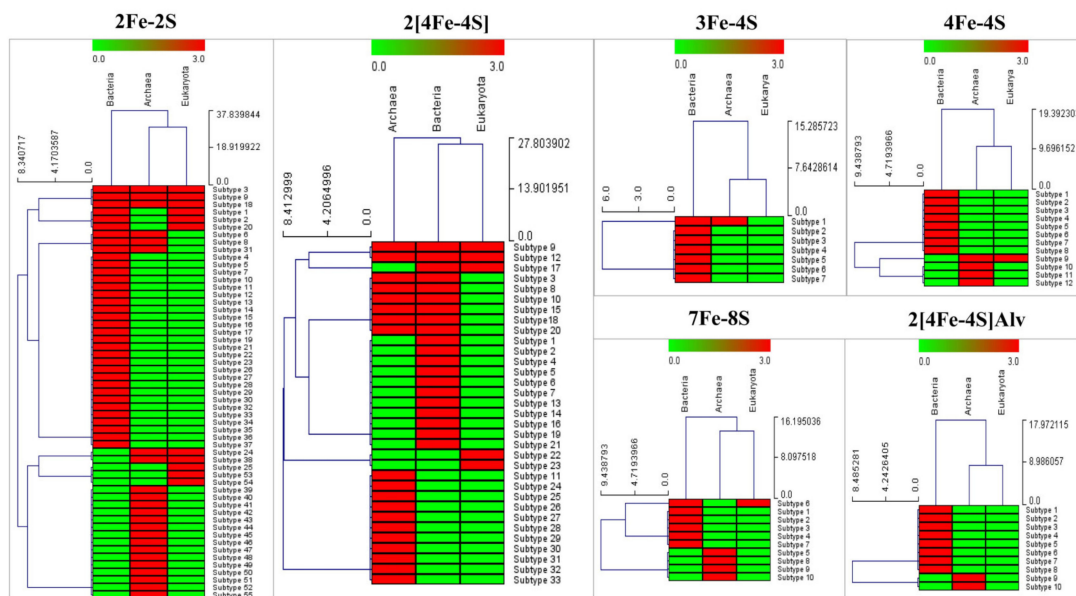 2Fe-2S
0.0
3.0
Bacteria
Archaea
Eukaryota
37.839844
18.919922
0.0
8.340717
4.1703587
0.0
Subtype 3
Subtype 9
Subtype 18
Subtype 1
Subtype 2
Subtype 20
Subtype 6
Subtype 8
Subtype 31
Subtype 4
Subtype 5
Subtype 7
Subtype 10
Subtype 11
Subtype 12
Subtype 13
Subtype 14
Subtype 15
Subtype 16
Subtype 17
Subtype 19
Subtype 21
Subtype 22
Subtype 23
Subtype 26
Subtype 27
Subtype 28
Subtype 29
Subtype 30
Subtype 32
Subtype 33
Subtype 34
Subtype 35
Subtype 36
Subtype 37
Subtype 24
Subtype 38
Subtype 25
Subtype 53
Subtype 54
Subtype 39
Subtype 40
Subtype 41
Subtype 42
Subtype 43
Subtype 44
Subtype 45
Subtype 46
Subtype 47
Subtype 48
Subtype 49
Subtype 50
Subtype 51
Subtype 52
Subtype 55
2[4Fe-4S]
0.0
3.0
Archaea
Bacteria
Eukaryota
27.803902
13.901951
0.0
8.412999
4.2064996
0.0
Subtype 9
Subtype 12
Subtype 17
Subtype 3
Subtype 8
Subtype 10
Subtype 15
Subtype 18
Subtype 20
Subtype 1
Subtype 2
Subtype 4
Subtype 5
Subtype 6
Subtype 7
Subtype 13
Subtype 14
Subtype 16
Subtype 19
Subtype 21
Subtype 22
Subtype 23
Subtype 11
Subtype 24
Subtype 25
Subtype 26
Subtype 27
Subtype 28
Subtype 29
Subtype 30
Subtype 31
Subtype 32
Subtype 33
3Fe-4S
0.0
3.0
Bacteria
Archaea
Eukarya
15.285723
7.6428614
0.0
6.0
3.0
0.0
Subtype 1
Subtype 2
Subtype 3
Subtype 4
Subtype 5
Subtype 6
Subtype 7
4Fe-4S
0.0
3.0
Bacteria
Archaea
Eukarya
19.392303
9.696152
0.0
9.438793
4.7193966
0.0
Subtype 1
Subtype 2
Subtype 3
Subtype 4
Subtype 5
Subtype 6
Subtype 7
Subtype 8
Subtype 9
Subtype 10
Subtype 11
Subtype 12
7Fe-8S
0.0
3.0
Bacteria
Archaea
Eukaryota
16.195036
8.097518
0.0
9.438793
4.7193966
0.0
Subtype 6
Subtype 1
Subtype 2
Subtype 3
Subtype 4
Subtype 7
Subtype 5
Subtype 8
Subtype 9
Subtype 10
2[4Fe-4S]Alv
0.0
3.0
Bacteria
Archaea
Eukaryota
17.972115
8.986057
0.0
8.485281
4.2426405
0.0
Subtype 1
Subtype 2
Subtype 3
Subtype 4
Subtype 5
Subtype 6
Subtype 7
Subtype 8
Subtype 9
Subtype 10